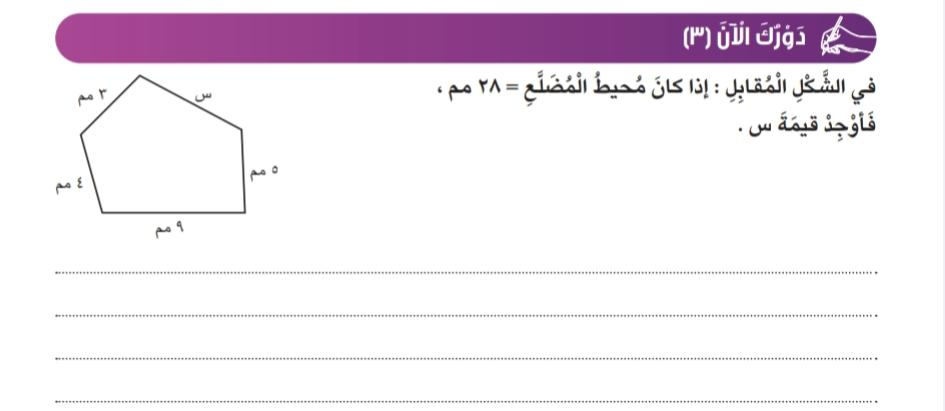 دَوْرُكَ الْآنَ (٣)
في الشَّكْلِ الْمُقابِلِ : إذا كانَ مُحيطُ الْمُضَلَّعِ = ٢٨ مم ،
فَأَوْجِدْ قيمَةَ س .
٣ مم
س
٥ مم
٤ مم
٩ مم